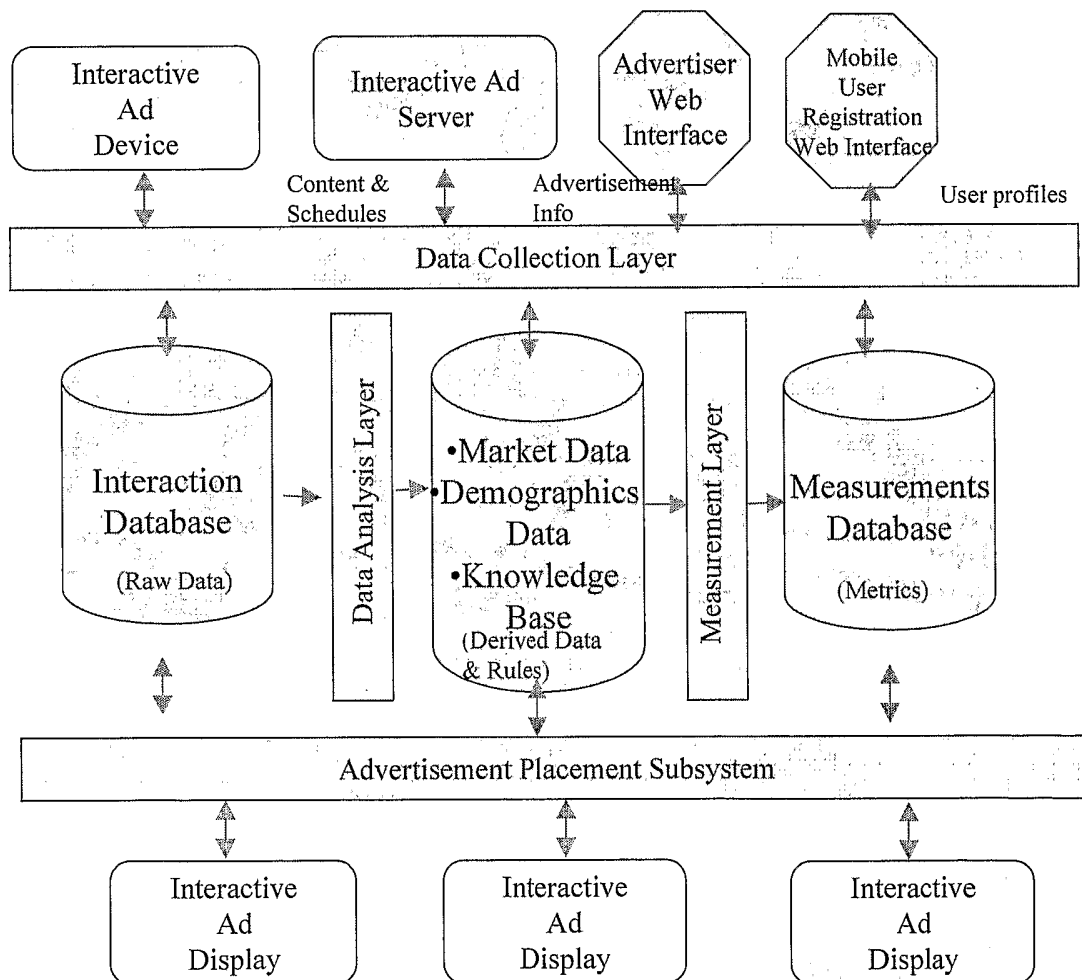 Interactive
Ad
Device
Interactive Ad
Server
Advertiser
Web
Interface
Mobile
User
Registration
Web Interface
Content &
Schedules
Advertisement
Info
User profiles
Data Collection Layer
Interaction
Database
(Raw Data)
Data Analysis Layer
•Market Data
•Demographics
Data
•Knowledge
Base
(Derived Data
& Rules)
Measurement Layer
Measurements
Database
(Metrics)
Advertisement Placement Subsystem
Interactive
Ad
Display
Interactive
Ad
Display
Interactive
Ad
Display